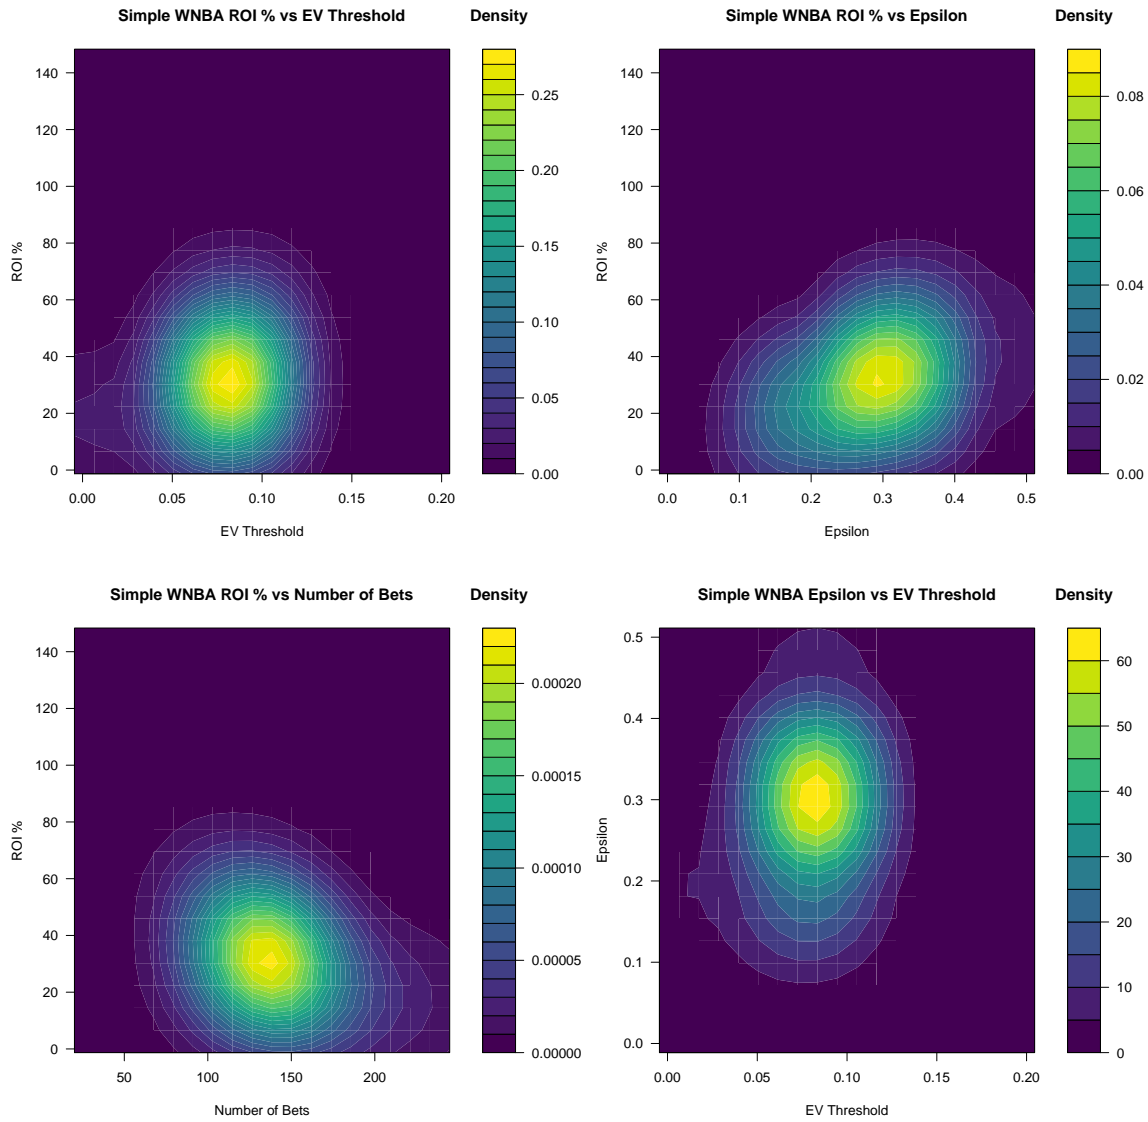 Simple WNBA ROI % vs EV Threshold
Density
ROI %
140
120
100
80
60
40
20
0
0.00 0.05 0.10 0.15 0.20
EV Threshold
0.25
0.20
0.15
0.10
0.05
0.00
Simple WNBA ROI % vs Epsilon
Density
ROI %
140
120
100
80
60
40
20
0
0.0 0.1 0.2 0.3 0.4 0.5
Epsilon
0.08
0.06
0.04
0.02
0.00
Simple WNBA ROI % vs Number of Bets
Density
ROI %
140
120
100
80
60
40
20
0
50 100 150 200
Number of Bets
0.00020
0.00015
0.00010
0.00005
0.00000
Simple WNBA Epsilon vs EV Threshold
Density
Epsilon
0.5
0.4
0.3
0.2
0.1
0.0
0.00 0.05 0.10 0.15 0.20
EV Threshold
60
50
40
30
20
10
0